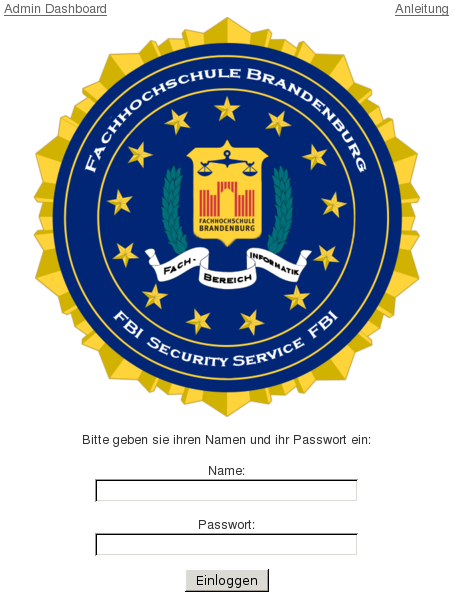 Admin Dashboard
Anleitung
FACHHOCHSCHULE BRANDENBURG
FACHHOCHSCHULE
BRANDENBURG
FACH-
BEREICH
INFORMATIK
FBI SECURITY SERVICE FBI
Bitte geben sie ihren Namen und ihr Passwort ein:
Name:
Passwort:
Einloggen